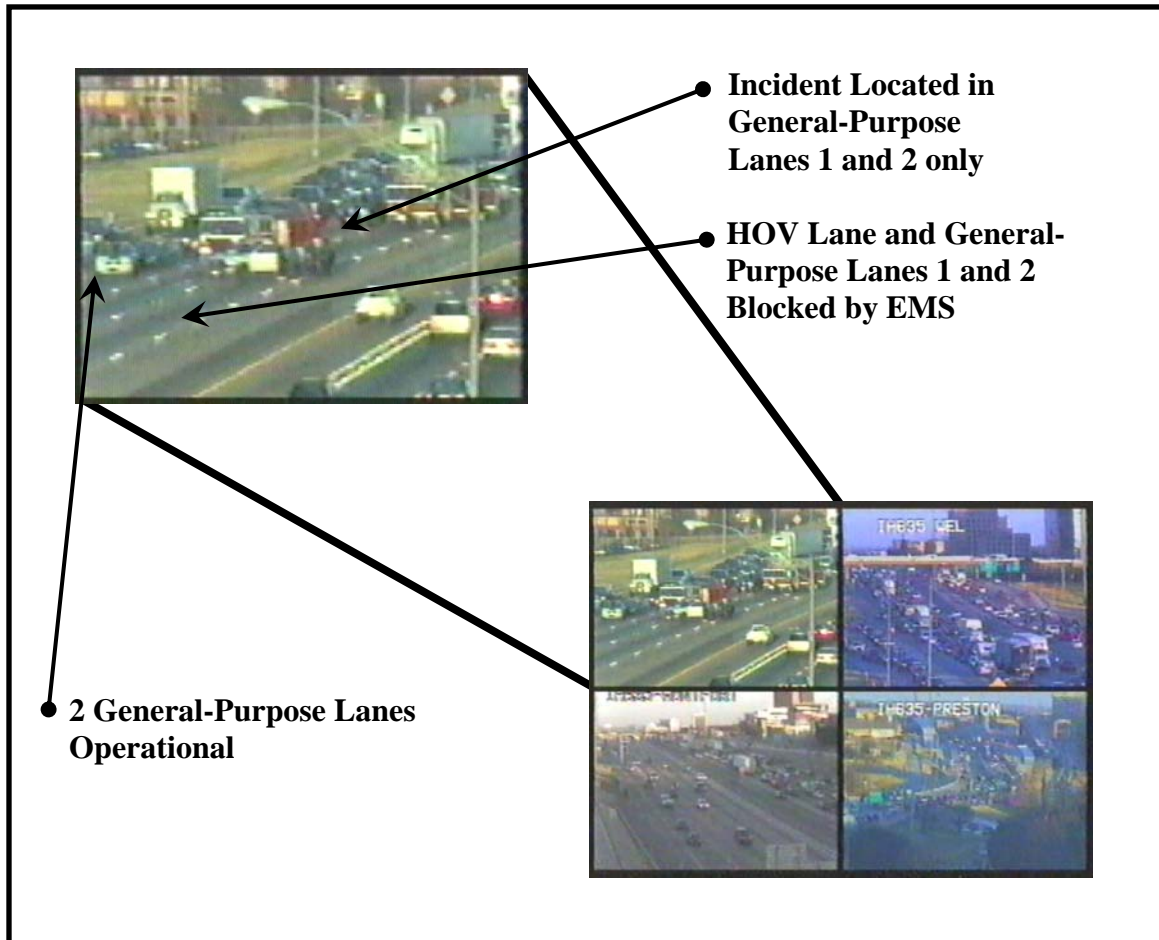 Incident Located in
General-Purpose
Lanes 1 and 2 only
HOV Lane and General-
Purpose Lanes 1 and 2
Blocked by EMS
2 General-Purpose Lanes
Operational
IH635
IH635-PRESTON